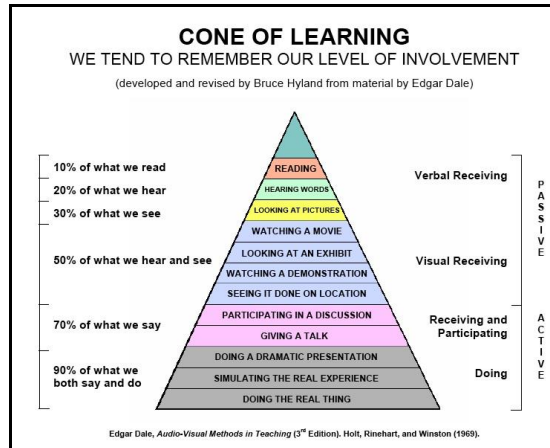 CONE OF LEARNING
WE TEND TO REMEMBER OUR LEVEL OF INVOLVEMENT
(developed and revised by Bruce Hyland from material by Edgar Dale)
10% of what we read
READING
Verbal Receiving
20% of what we hear
HEARING WORDS
30% of what we see
LOOKING AT PICTURES
WATCHING A MOVIE
50% of what we hear and see
LOOKING AT AN EXHIBIT
Visual Receiving
WATCHING A DEMONSTRATION
SEEING IT DONE ON LOCATION
PASSIVE
70% of what we say
PARTICIPATING IN A DISCUSSION
GIVING A TALK
Receiving and
Participating
90% of what we
both say and do
DOING A DRAMATIC PRESENTATION
SIMULATING THE REAL EXPERIENCE
DOING THE REAL THING
Doing
ACTIVE
Edgar Dale, Audio-Visual Methods in Teaching (3rd Edition). Holt, Rinehart, and Winston (1969).